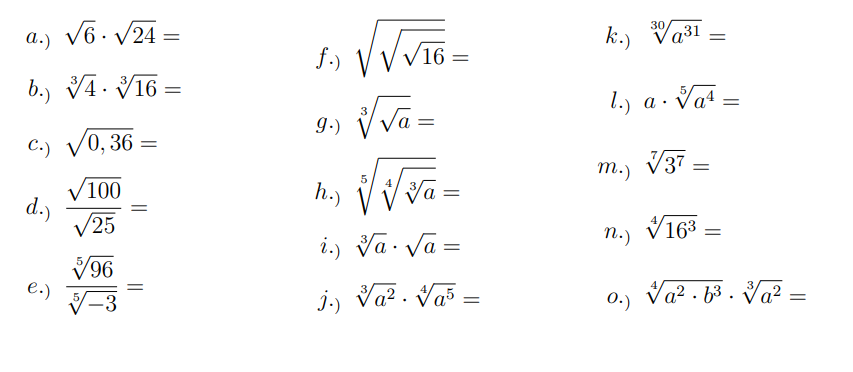 a.) √6 · √24 =
b.) ∛4 · ∛16 =
c.) √0,36 =
d.) √100 / √25 =
e.) ⁵√96 / ⁵√−3 =
f.) √√√16 =
g.) ∛√a =
h.) ⁵√⁴√∛a =
i.) ∛a · √a =
j.) ∛a² · ⁴√a⁵ =
k.) ³⁰√a³¹ =
l.) a · ⁵√a⁴ =
m.) ⁷√3⁷ =
n.) ⁴√16³ =
o.) ⁴√a² · b³ · ∛a² =